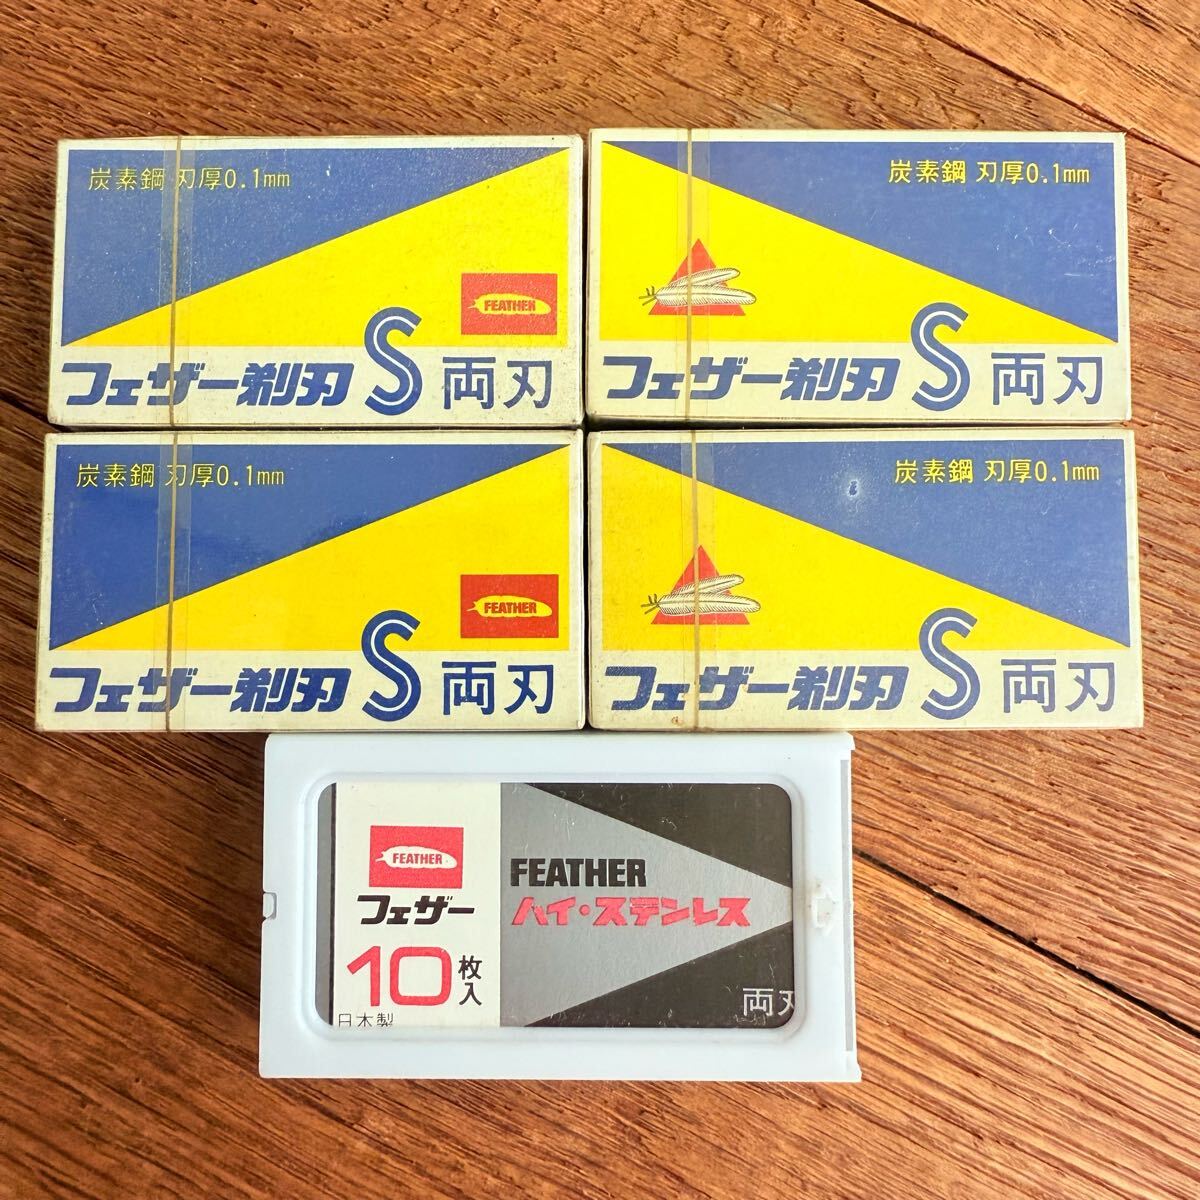 炭素鋼 刃厚0.1mm
FEATHER
フェザー剃刃 S 両刃
炭素鋼 刃厚0.1mm
フェザー剃刃 S 両刃
炭素鋼 刃厚0.1mm
FEATHER
フェザー剃刃 S 両刃
炭素鋼 刃厚0.1mm
フェザー剃刃 S 両刃
FEATHER
フェザー
10枚入
日本製
FEATHER
ハイ・ステンレス
両刃